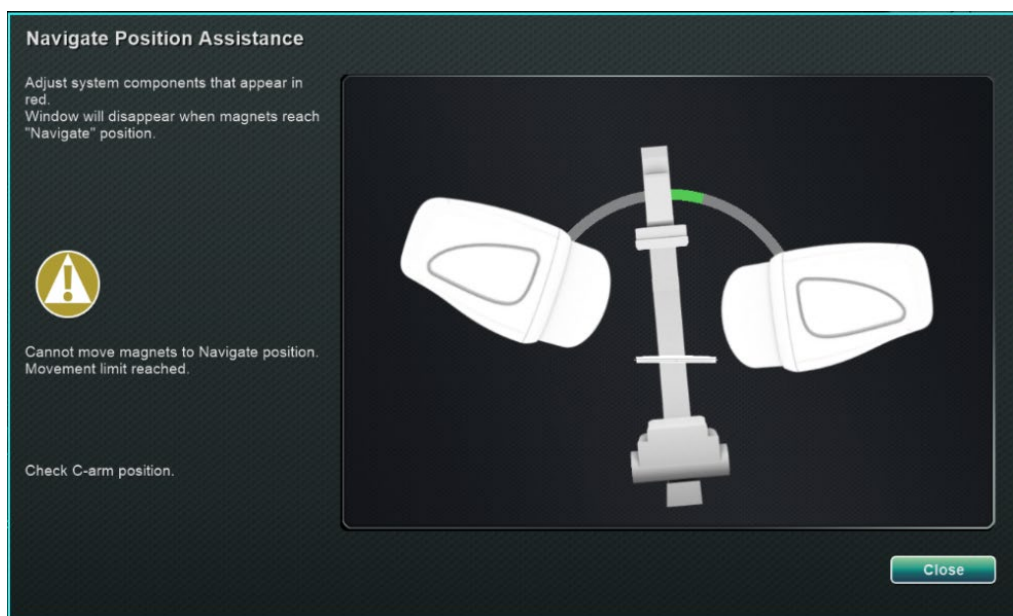 Navigate Position Assistance
Adjust system components that appear in
red.
Window will disappear when magnets reach
"Navigate" position.
Cannot move magnets to Navigate position.
Movement limit reached.
Check C-arm position.
Close